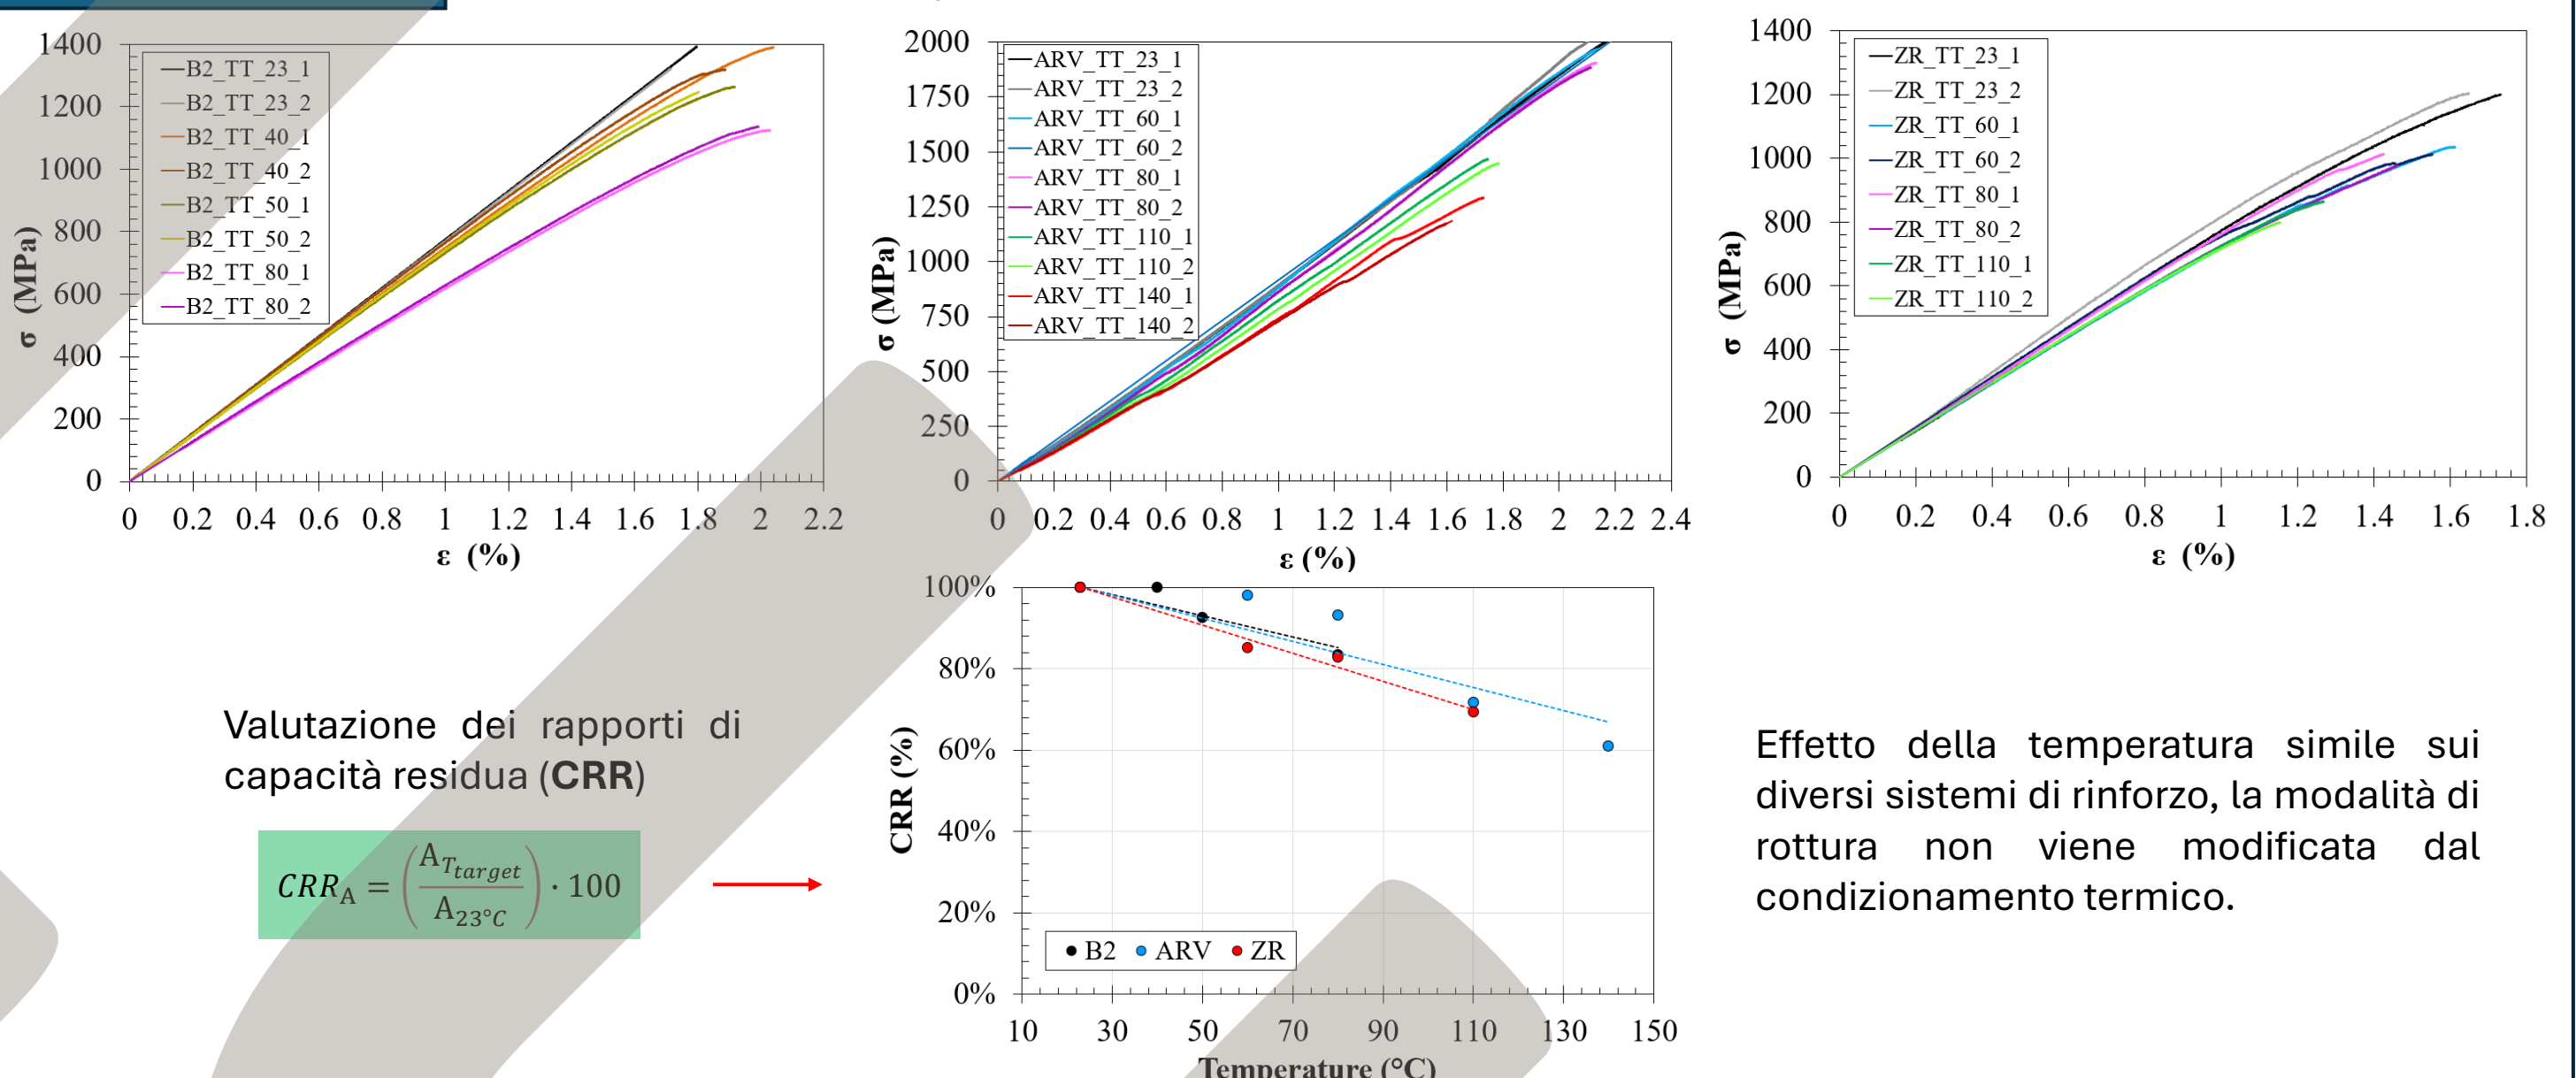 1400
1200
1000
800
600
400
200
0
σ (MPa)
B2_TT_23_1
B2_TT_23_2
B2_TT_40_1
B2_TT_40_2
B2_TT_50_1
B2_TT_50_2
B2_TT_80_1
B2_TT_80_2
0 0.2 0.4 0.6 0.8 1 1.2 1.4 1.6 1.8 2 2.2
ε (%)
2000
1750
1500
1250
1000
750
500
250
0
σ (MPa)
ARV_TT_23_1
ARV_TT_23_2
ARV_TT_60_1
ARV_TT_60_2
ARV_TT_80_1
ARV_TT_80_2
ARV_TT_110_1
ARV_TT_110_2
ARV_TT_140_1
ARV_TT_140_2
0 0.2 0.4 0.6 0.8 1 1.2 1.4 1.6 1.8 2 2.2 2.4
ε (%)
1400
1200
1000
800
600
400
200
0
σ (MPa)
ZR_TT_23_1
ZR_TT_23_2
ZR_TT_60_1
ZR_TT_60_2
ZR_TT_80_1
ZR_TT_80_2
ZR_TT_110_1
ZR_TT_110_2
0 0.2 0.4 0.6 0.8 1 1.2 1.4 1.6 1.8
ε (%)
Valutazione dei rapporti di
capacità residua (CRR)
CRR_A = (A_T_target / A_23°C) · 100
100%
80%
60%
40%
20%
0%
CRR (%)
B2 ARV ZR
10 30 50 70 90 110 130 150
Temperature (°C)
Effetto della temperatura simile sui
diversi sistemi di rinforzo, la modalità di
rottura non viene modificata dal
condizionamento termico.